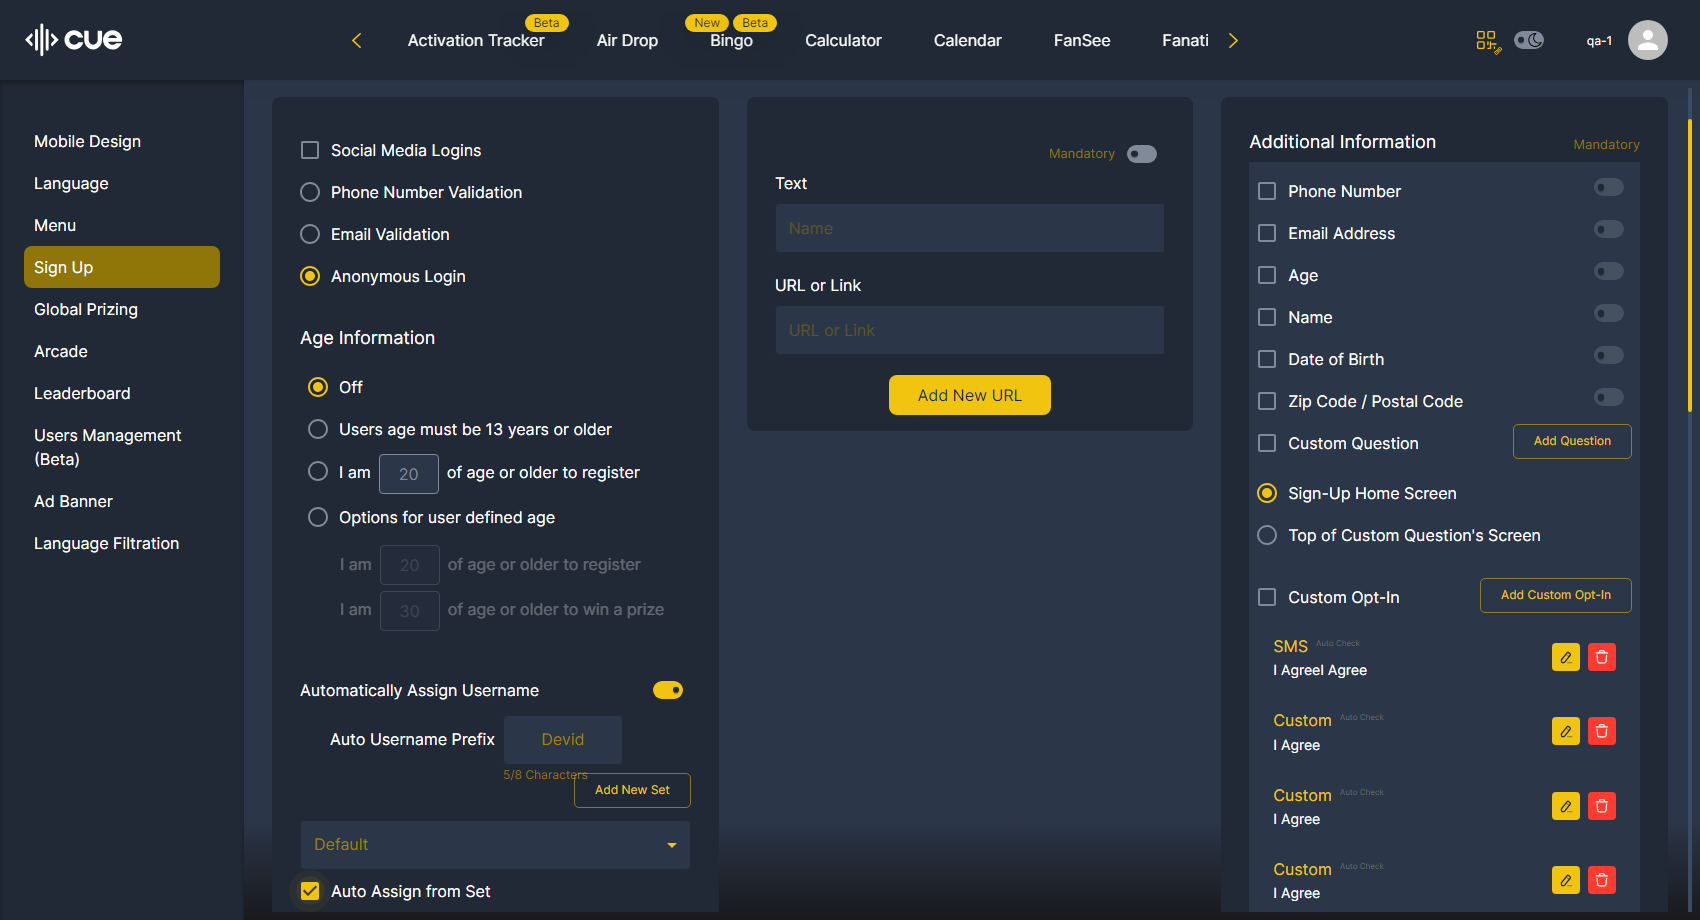 cue
Activation Tracker
Beta
Air Drop
New
Beta
Bingo
Calculator
Calendar
FanSee
Fanati
qa-1
Mobile Design
Language
Menu
Sign Up
Global Prizing
Arcade
Leaderboard
Users Management
(Beta)
Ad Banner
Language Filtration
Social Media Logins
Phone Number Validation
Email Validation
Anonymous Login
Age Information
Off
Users age must be 13 years or older
I am 20 of age or older to register
Options for user defined age
I am 20 of age or older to register
I am 30 of age or older to win a prize
Automatically Assign Username
Auto Username Prefix Devid
5/8 Characters
Add New Set
Default
Auto Assign from Set
Mandatory
Text
Name
URL or Link
URL or Link
Add New URL
Additional Information
Mandatory
Phone Number
Email Address
Age
Name
Date of Birth
Zip Code / Postal Code
Custom Question
Add Question
Sign-Up Home Screen
Top of Custom Question's Screen
Custom Opt-In
Add Custom Opt-In
SMS Auto Check
I AgreeI Agree
Custom Auto Check
I Agree
Custom Auto Check
I Agree
Custom Auto Check
I Agree